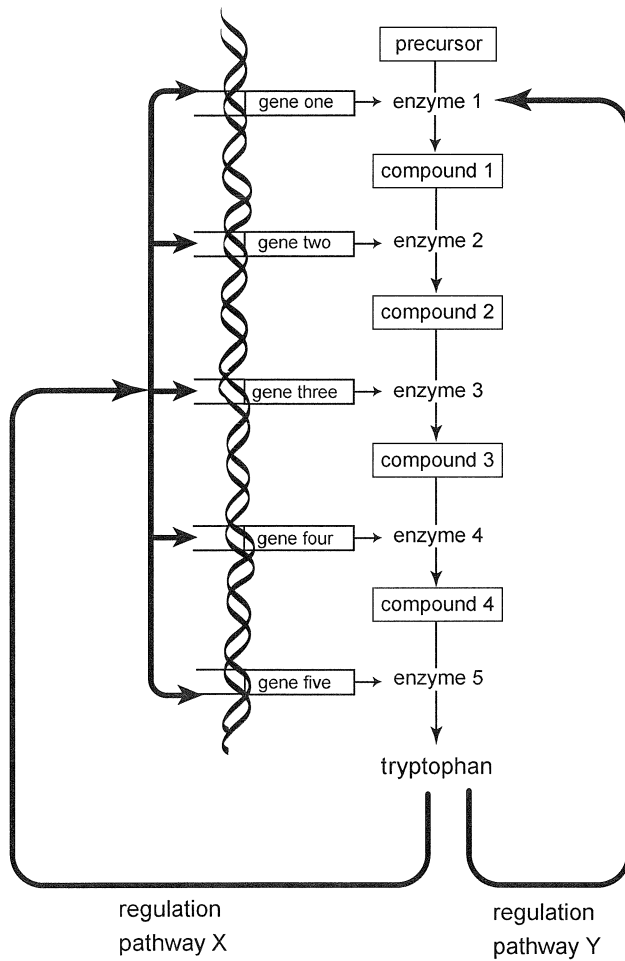 precursor
gene one
enzyme 1
compound 1
gene two
enzyme 2
compound 2
gene three
enzyme 3
compound 3
gene four
enzyme 4
compound 4
gene five
enzyme 5
tryptophan
regulation
pathway X
regulation
pathway Y